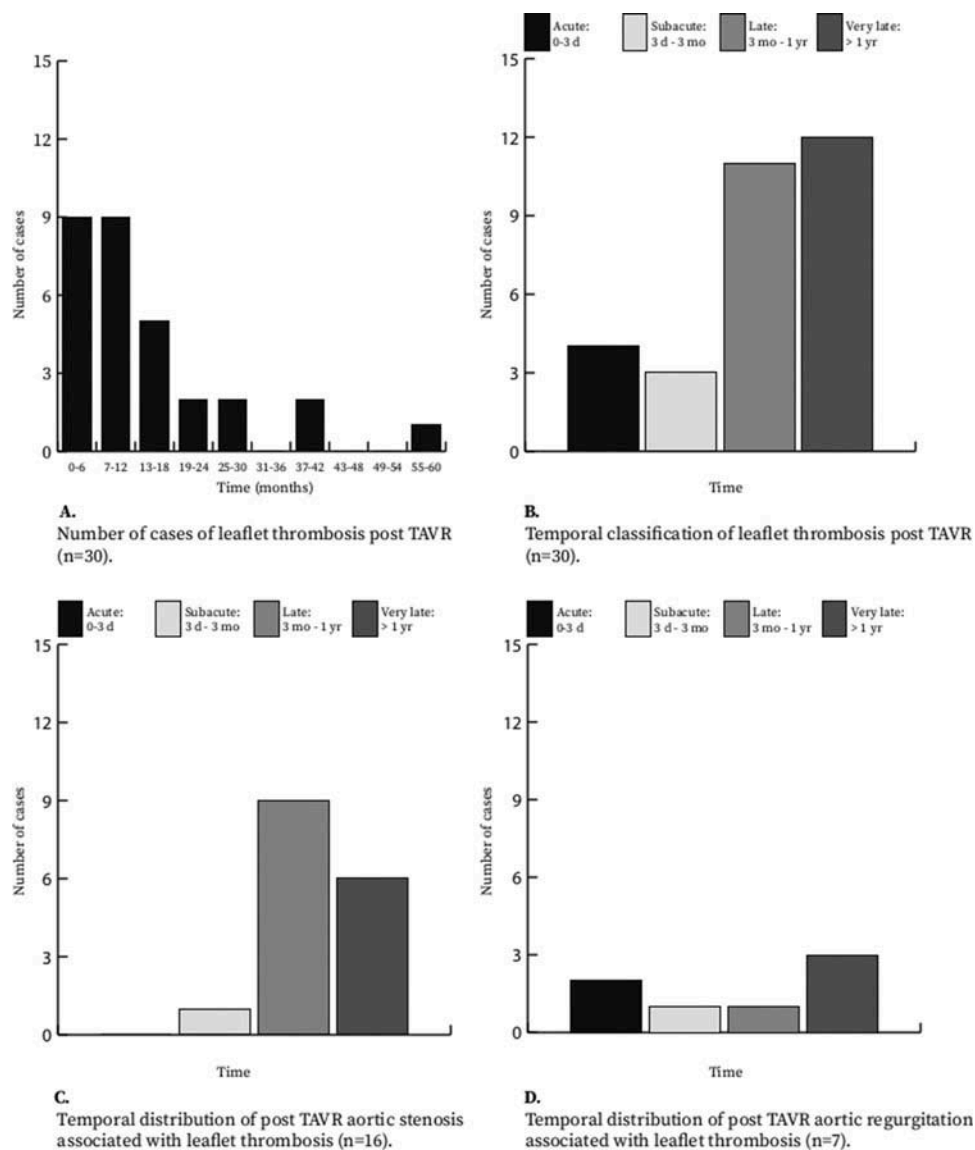 15
12
9
6
3
0
Number of cases
0-6 7-12 13-18 19-24 25-30 31-36 37-42 43-48 49-54 55-60
Time (months)
A.
Number of cases of leaflet thrombosis post TAVR
(n=30).
Acute: Subacute: Late: Very late:
0-3 d 3 d - 3 mo 3 mo - 1 yr > 1 yr
15
12
9
6
3
0
Number of cases
Time
B.
Temporal classification of leaflet thrombosis post TAVR
(n=30).
Acute: Subacute: Late: Very late:
0-3 d 3 d - 3 mo 3 mo - 1 yr > 1 yr
15
12
9
6
3
0
Number of cases
Time
C.
Temporal distribution of post TAVR aortic stenosis
associated with leaflet thrombosis (n=16).
Acute: Subacute: Late: Very late:
0-3 d 3 d - 3 mo 3 mo - 1 yr > 1 yr
15
12
9
6
3
0
Number of cases
Time
D.
Temporal distribution of post TAVR aortic regurgitation
associated with leaflet thrombosis (n=7).